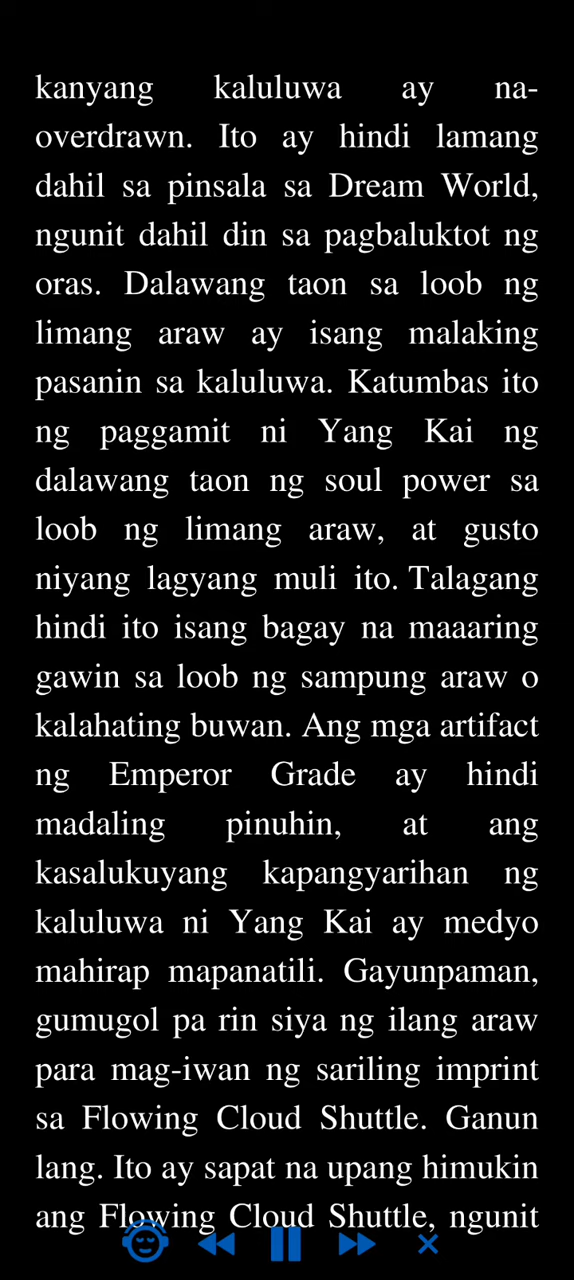 kanyang kaluluwa ay na-
overdrawn. Ito ay hindi lamang
dahil sa pinsala sa Dream World,
ngunit dahil din sa pagbaluktot ng
oras. Dalawang taon sa loob ng
limang araw ay isang malaking
pasanin sa kaluluwa. Katumbas ito
ng paggamit ni Yang Kai ng
dalawang taon ng soul power sa
loob ng limang araw, at gusto
niyang lagyang muli ito. Talagang
hindi ito isang bagay na maaaring
gawin sa loob ng sampung araw o
kalahating buwan. Ang mga artifact
ng Emperor Grade ay hindi
madaling pinuhin, at ang
kasalukuyang kapangyarihan ng
kaluluwa ni Yang Kai ay medyo
mahirap mapanatili. Gayunpaman,
gumugol pa rin siya ng ilang araw
para mag-iwan ng sariling imprint
sa Flowing Cloud Shuttle. Ganun
lang. Ito ay sapat na upang himukin
ang Flowing Cloud Shuttle, ngunit